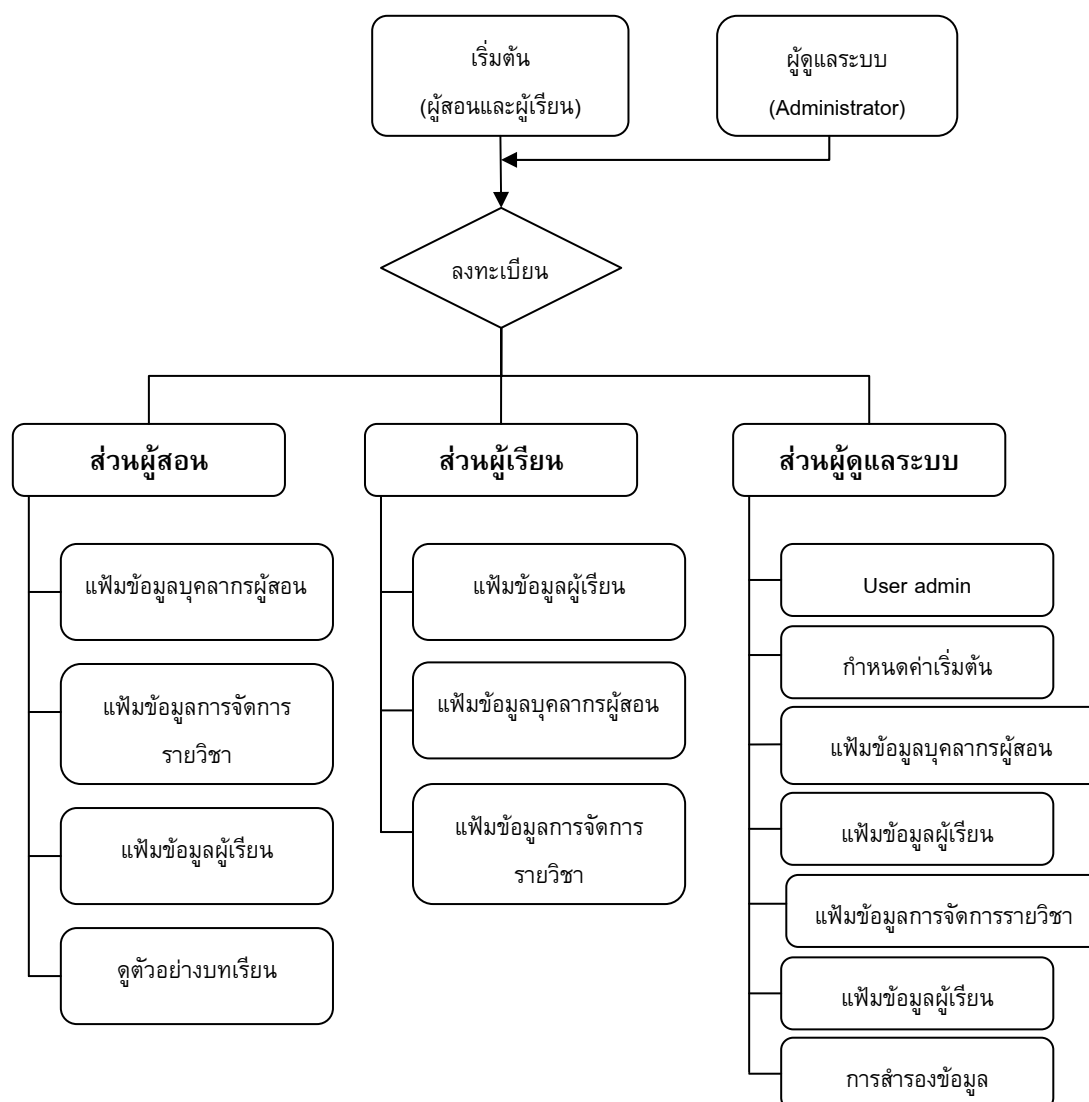 เริ่มต้น
(ผู้สอนและผู้เรียน)
ผู้ดูแลระบบ
(Administrator)
ลงทะเบียน
ส่วนผู้สอน
แฟ้มข้อมูลบุคลากรผู้สอน
แฟ้มข้อมูลการจัดการ
รายวิชา
แฟ้มข้อมูลผู้เรียน
ดูตัวอย่างบทเรียน
ส่วนผู้เรียน
แฟ้มข้อมูลผู้เรียน
แฟ้มข้อมูลบุคลากรผู้สอน
แฟ้มข้อมูลการจัดการ
รายวิชา
ส่วนผู้ดูแลระบบ
User admin
กำหนดค่าเริ่มต้น
แฟ้มข้อมูลบุคลากรผู้สอน
แฟ้มข้อมูลผู้เรียน
แฟ้มข้อมูลการจัดการรายวิชา
แฟ้มข้อมูลผู้เรียน
การสำรองข้อมูล